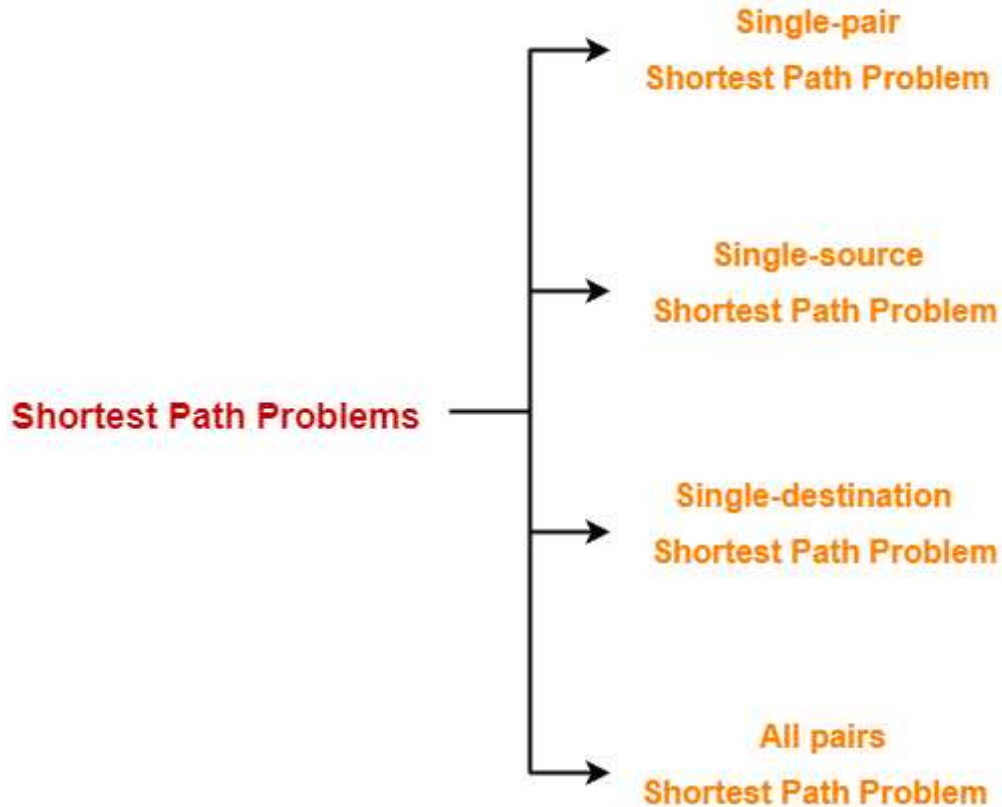 Single-pair
Shortest Path Problem
Single-source
Shortest Path Problem
Shortest Path Problems
Single-destination
Shortest Path Problem
All pairs
Shortest Path Problem